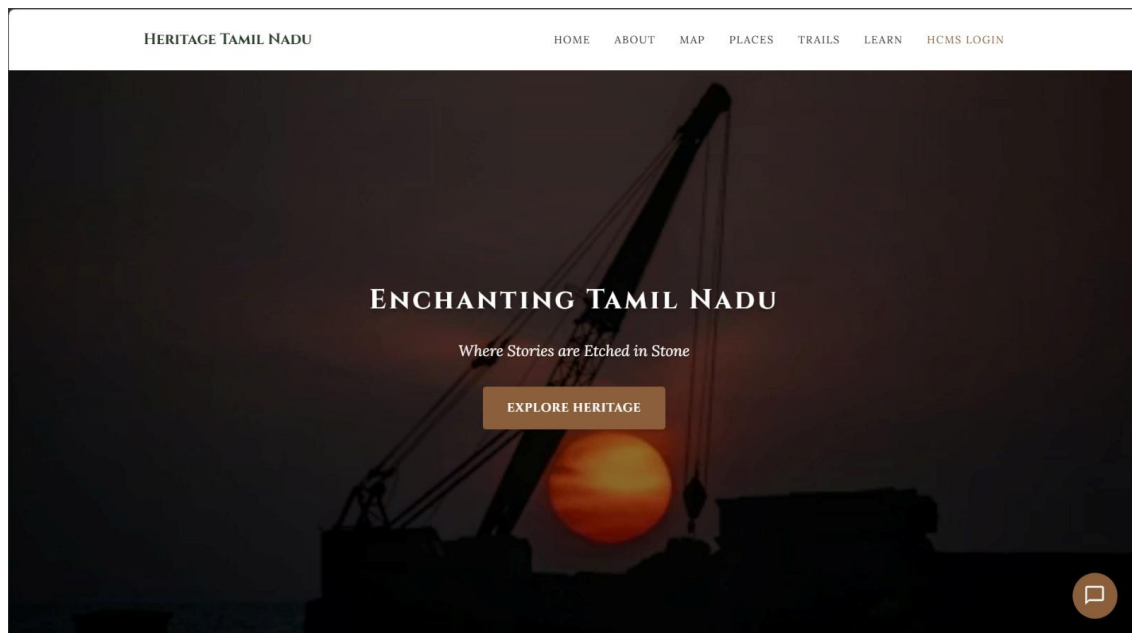 HERITAGE TAMIL NADU
HOME ABOUT MAP PLACES TRAILS LEARN HCMS LOGIN
ENCHANTING TAMIL NADU
Where Stories are Etched in Stone
EXPLORE HERITAGE